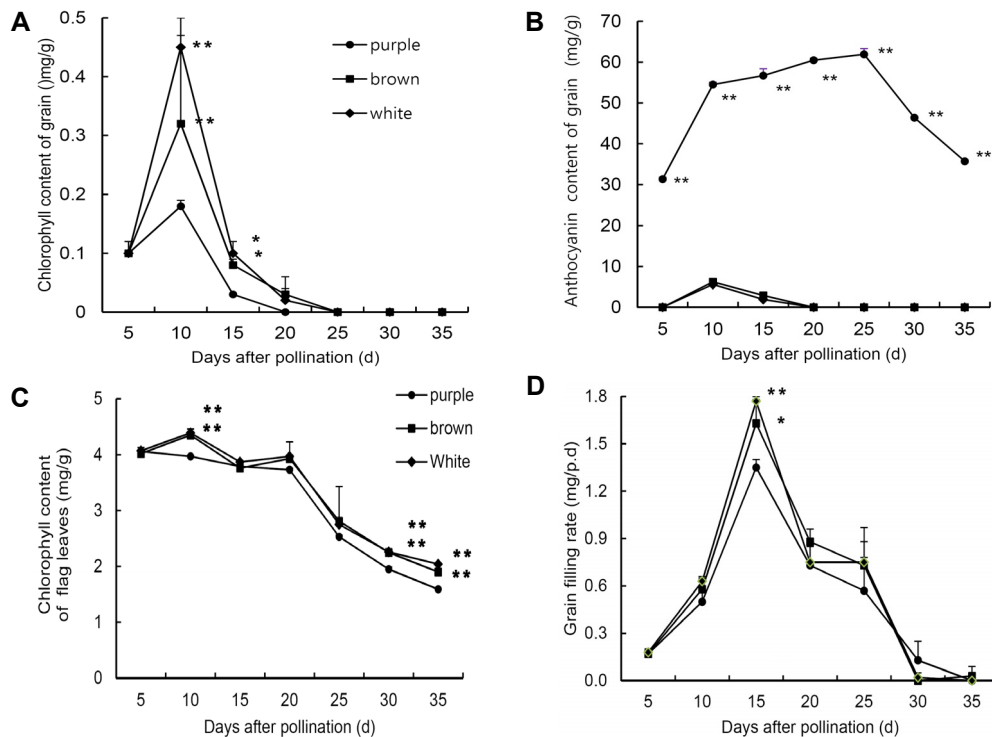 A
Chlorophyll content of grain ()mg/g)
0.5
0.4
0.3
0.2
0.1
0
**
**
*
*
purple
brown
white
5 10 15 20 25 30 35
Days after pollination (d)
B
Anthocyanin content of grain (mg/g)
70
60
50
40
30
20
10
0
**
**
**
**
**
**
**
5 10 15 20 25 30 35
Days after pollination (d)
C
Chlorophyll content
of flag leaves (mg/g)
5
4
3
2
1
0
**
**
**
**
**
**
purple
brown
White
5 10 15 20 25 30 35
Days after pollination (d)
D
Grain filling rate (mg/p.d)
1.8
1.5
1.2
0.9
0.6
0.3
0.0
**
*
5 10 15 20 25 30 35
Days after pollination (d)